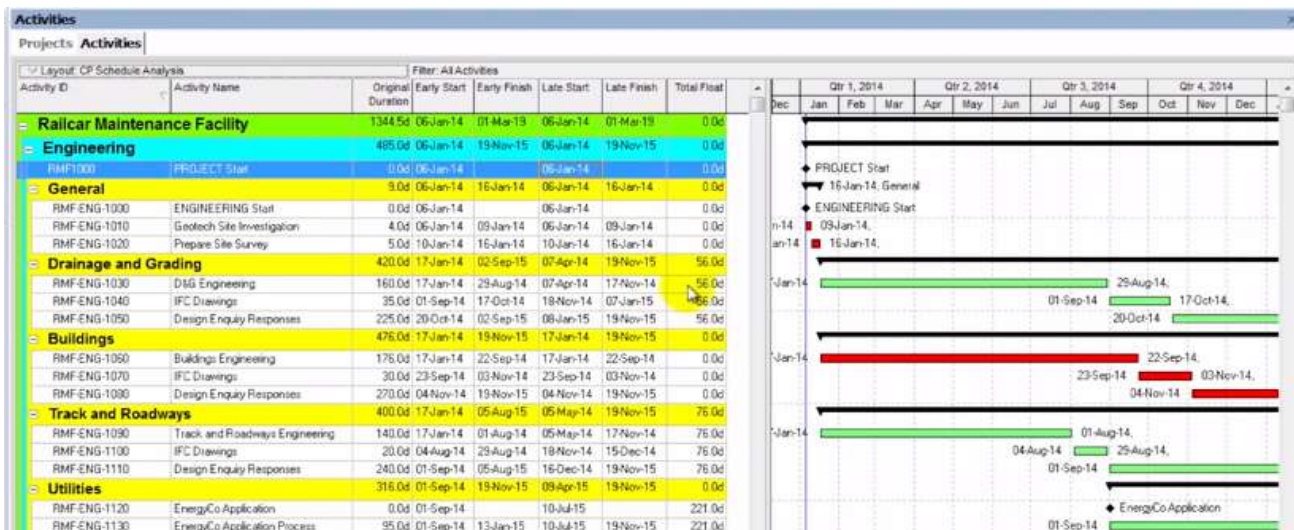 Activities
Projects Activities
Layout: CP Schedule Analysis Filter: All Activities
Activity ID Activity Name Original Duration Early Start Early Finish Late Start Late Finish Total Float
Qtr 1, 2014 Qtr 2, 2014 Qtr 3, 2014 Qtr 4, 2014
Dec Jan Feb Mar Apr May Jun Jul Aug Sep Oct Nov Dec
Railcar Maintenance Facility 1344.5d 06-Jan-14 01-Mar-19 06-Jan-14 01-Mar-19 0.0d
Engineering 485.0d 06-Jan-14 19-Nov-15 06-Jan-14 19-Nov-15 0.0d
RMF1000 PROJECT Start 0.0d 06-Jan-14 06-Jan-14 0.0d PROJECT Start
General 9.0d 06-Jan-14 16-Jan-14 06-Jan-14 16-Jan-14 0.0d 16-Jan-14, General
RMF-ENG-1000 ENGINEERING Start 0.0d 06-Jan-14 06-Jan-14 0.0d ENGINEERING Start
RMF-ENG-1010 Geotech Site Investigation 4.0d 06-Jan-14 09-Jan-14 06-Jan-14 09-Jan-14 0.0d n-14 09-Jan-14,
RMF-ENG-1020 Prepare Site Survey 5.0d 10-Jan-14 16-Jan-14 10-Jan-14 16-Jan-14 0.0d an-14 16-Jan-14,
Drainage and Grading 420.0d 17-Jan-14 02-Sep-15 07-Apr-14 19-Nov-15 56.0d
RMF-ENG-1030 D&G Engineering 160.0d 17-Jan-14 29-Aug-14 07-Apr-14 17-Nov-14 56.0d -Jan-14 29-Aug-14,
RMF-ENG-1040 IFC Drawings 35.0d 01-Sep-14 17-Oct-14 18-Nov-14 07-Jan-15 56.0d 01-Sep-14 17-Oct-14,
RMF-ENG-1050 Design Enquiry Responses 225.0d 20-Oct-14 02-Sep-15 08-Jan-15 19-Nov-15 56.0d 20-Oct-14
Buildings 476.0d 17-Jan-14 19-Nov-15 17-Jan-14 19-Nov-15 0.0d
RMF-ENG-1060 Buildings Engineering 176.0d 17-Jan-14 22-Sep-14 17-Jan-14 22-Sep-14 0.0d -Jan-14 22-Sep-14,
RMF-ENG-1070 IFC Drawings 30.0d 23-Sep-14 03-Nov-14 23-Sep-14 03-Nov-14 0.0d 23-Sep-14 03-Nov-14,
RMF-ENG-1080 Design Enquiry Responses 270.0d 04-Nov-14 19-Nov-15 04-Nov-14 19-Nov-15 0.0d 04-Nov-14
Track and Roadways 400.0d 17-Jan-14 05-Aug-15 05-May-14 19-Nov-15 76.0d
RMF-ENG-1090 Track and Roadways Engineering 140.0d 17-Jan-14 01-Aug-14 05-May-14 17-Nov-14 76.0d -Jan-14 01-Aug-14,
RMF-ENG-1100 IFC Drawings 20.0d 04-Aug-14 29-Aug-14 18-Nov-14 15-Dec-14 76.0d 04-Aug-14 29-Aug-14,
RMF-ENG-1110 Design Enquiry Responses 240.0d 01-Sep-14 05-Aug-15 16-Dec-14 19-Nov-15 76.0d 01-Sep-14
Utilities 316.0d 01-Sep-14 19-Nov-15 09-Apr-15 19-Nov-15 0.0d
RMF-ENG-1120 EnergyCo Application 0.0d 01-Sep-14 10-Jul-15 221.0d EnergyCo Application
RMF-ENG-1130 EnergyCo Application Process 95.0d 01-Sep-14 13-Jan-15 10-Jul-15 19-Nov-15 221.0d 01-Sep-14